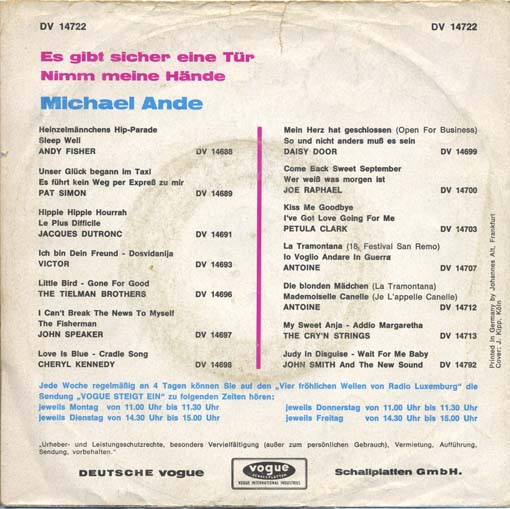 DV 14722
DV 14722
Es gibt sicher eine Tür
Nimm meine Hände
Michael Ande
Heinzelmännchens Hip-Parade
Sleep Well
ANDY FISHER DV 14688
Unser Glück begann im Taxi
Es führt kein Weg per Expreß zu mir
PAT SIMON DV 14689
Hippie Hippie Hourrah
Le Plus Difficile
JACQUES DUTRONC DV 14691
Ich bin Dein Freund - Dosvidanija
VICTOR DV 14693
Little Bird - Gone For Good
THE TIELMAN BROTHERS DV 14696
I Can't Break The News To Myself
The Fisherman
JOHN SPEAKER DV 14697
Love Is Blue - Cradle Song
CHERYL KENNEDY DV 14698
Mein Herz hat geschlossen (Open For Business)
So und nicht anders muß es sein
DAISY DOOR DV 14699
Come Back Sweet September
Wer weiß was morgen ist
JOE RAPHAEL DV 14700
Kiss Me Goodbye
I've Got Love Going For Me
PETULA CLARK DV 14703
La Tramontana (18. Festival San Remo)
Io Voglio Andare In Guerra
ANTOINE DV 14707
Die blonden Mädchen (La Tramontana)
Mademoiselle Canelle (Je L'appelle Canelle)
ANTOINE DV 14712
My Sweet Anja - Addio Margaretha
THE CRY'N STRINGS DV 14713
Judy In Disguise - Wait For Me Baby
JOHN SMITH And The New Sound DV 14792
Printed in Germany by Johannes Alt, Frankfurt
Cover: J. Kipp, Köln
Jede Woche regelmäßig an 4 Tagen können Sie auf den „Vier fröhlichen Wellen von Radio Luxemburg“ die
Sendung „VOGUE STEIGT EIN“ zu folgenden Zeiten hören:
jeweils Montag von 11.00 Uhr bis 11.30 Uhr
jeweils Dienstag von 14.30 Uhr bis 15.00 Uhr
jeweils Donnerstag von 11.00 Uhr bis 11.30 Uhr
jeweils Freitag von 14.30 Uhr bis 15.00 Uhr
„Urheber- und Leistungsschutzrechte, besonders Vervielfältigung (außer zum persönlichen Gebrauch), Vermietung, Aufführung,
Sendung, vorbehalten.“
DEUTSCHE VOGUE
vogue
SCHALLPLATTEN
VOGUE INTERNATIONAL INDUSTRIES
Schallplatten GmbH.